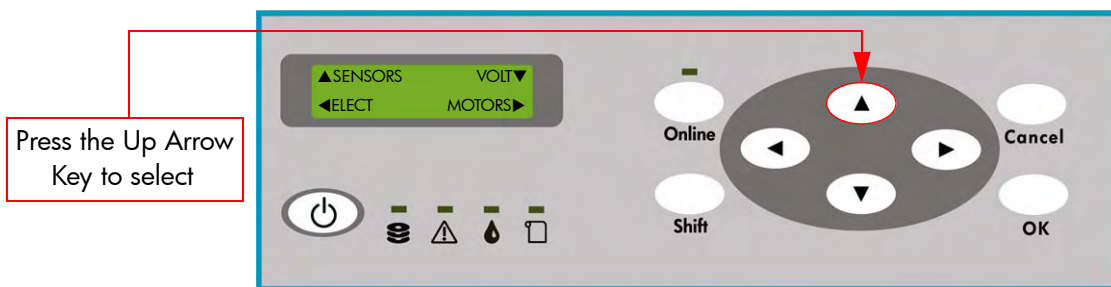 ▲SENSORS VOLT▼
◀ELECT MOTORS▶
Press the Up Arrow
Key to select
Online
Cancel
Shift
OK